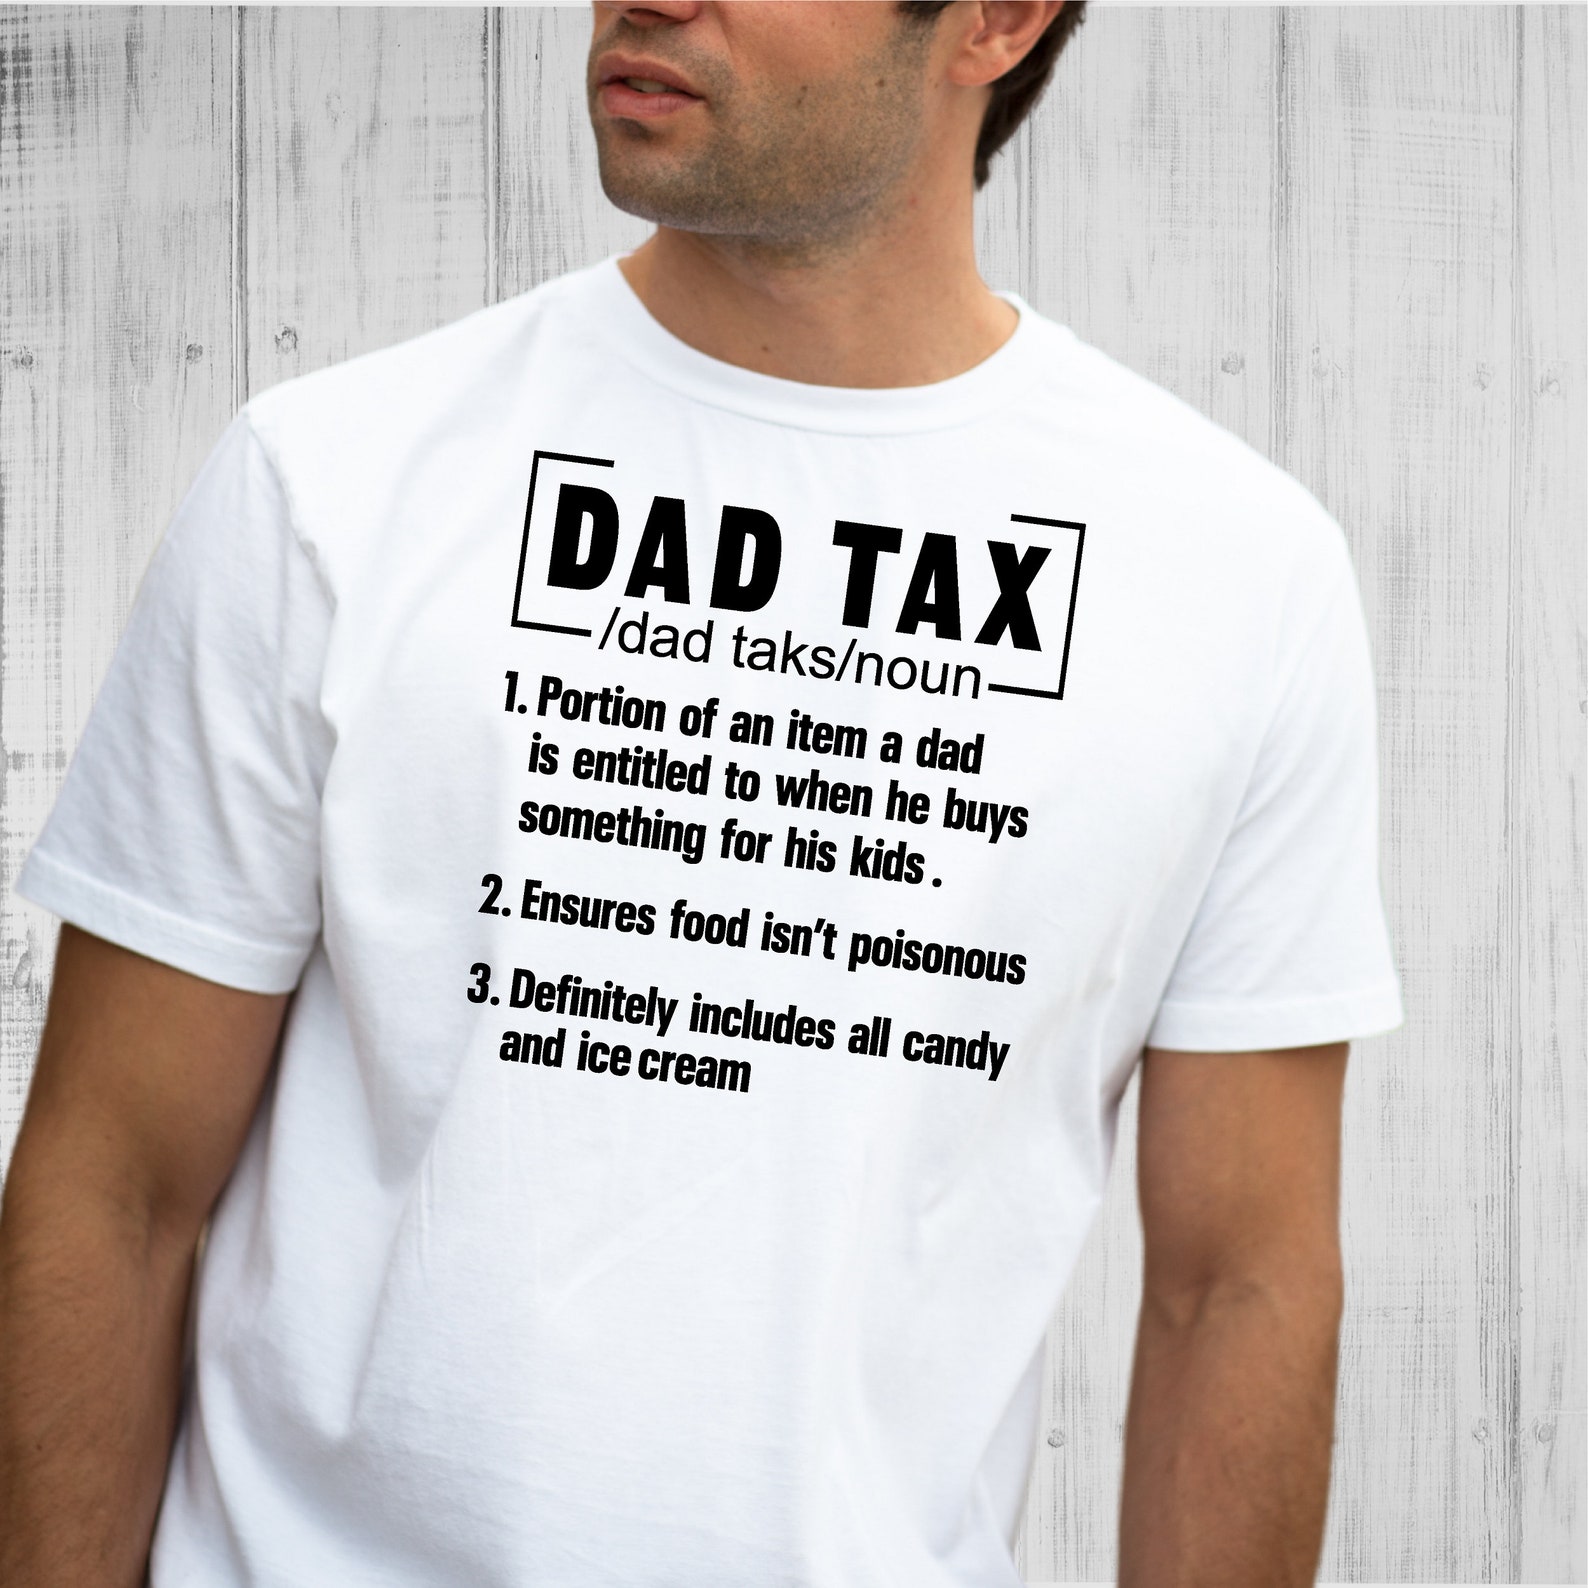 DAD TAX
/dad taks/noun
1. Portion of an item a dad
is entitled to when he buys
something for his kids .
2. Ensures food isn't poisonous
3. Definitely includes all candy
and ice cream